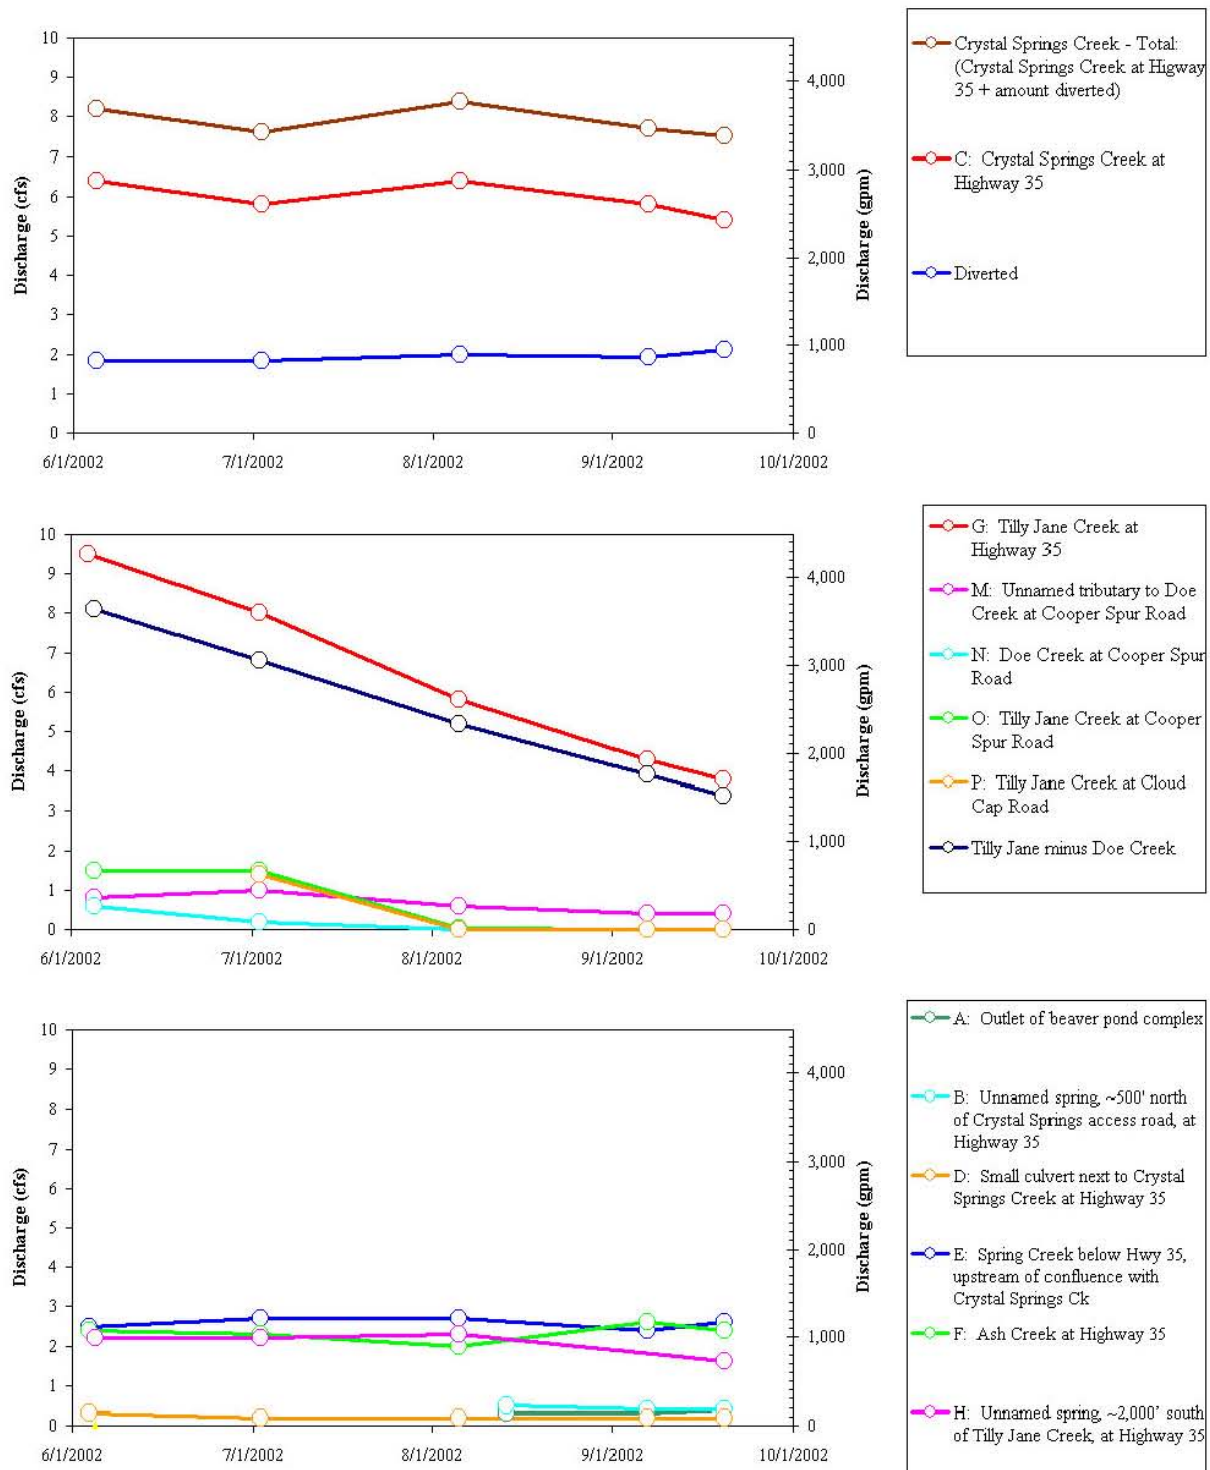 10
9
8
7
6
5
4
3
2
1
0
Discharge (cfs)
4,000
3,000
2,000
1,000
0
Discharge (gpm)
6/1/2002
7/1/2002
8/1/2002
9/1/2002
10/1/2002
Crystal Springs Creek - Total:
(Crystal Springs Creek at Higway
35 + amount diverted)
C: Crystal Springs Creek at
Highway 35
Diverted
10
9
8
7
6
5
4
3
2
1
0
Discharge (cfs)
4,000
3,000
2,000
1,000
0
Discharge (gpm)
6/1/2002
7/1/2002
8/1/2002
9/1/2002
10/1/2002
G: Tilly Jane Creek at
Highway 35
M: Unnamed tributary to Doe
Creek at Cooper Spur Road
N: Doe Creek at Cooper Spur
Road
O: Tilly Jane Creek at Cooper
Spur Road
P: Tilly Jane Creek at Cloud
Cap Road
Tilly Jane minus Doe Creek
10
9
8
7
6
5
4
3
2
1
0
Discharge (cfs)
4,000
3,000
2,000
1,000
0
Discharge (gpm)
6/1/2002
7/1/2002
8/1/2002
9/1/2002
10/1/2002
A: Outlet of beaver pond complex
B: Unnamed spring, ~500' north
of Crystal Springs access road, at
Highway 35
D: Small culvert next to Crystal
Springs Creek at Highway 35
E: Spring Creek below Hwy 35,
upstream of confluence with
Crystal Springs Ck
F: Ash Creek at Highway 35
H: Unnamed spring, ~2,000' south
of Tilly Jane Creek, at Highway 35